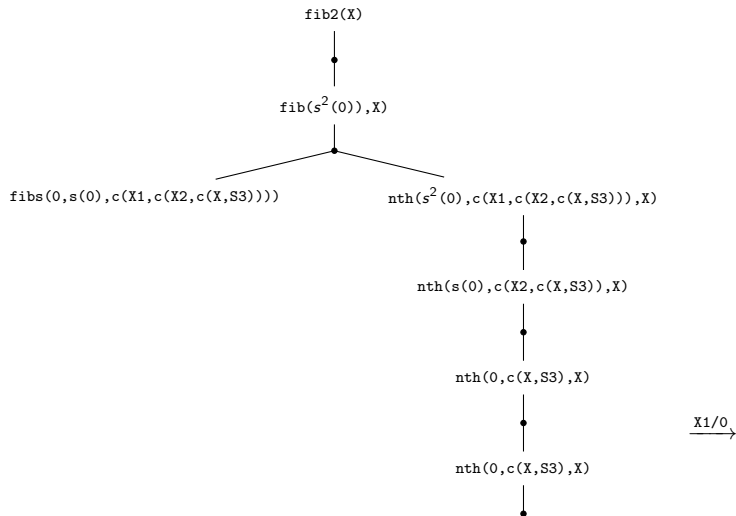 fib2(X)
fib(s²(0)),X)
fibs(0,s(0),c(X1,c(X2,c(X,S3))))
nth(s²(0),c(X1,c(X2,c(X,S3))),X)
nth(s(0),c(X2,c(X,S3)),X)
nth(0,c(X,S3),X)
X1/0
nth(0,c(X,S3),X)